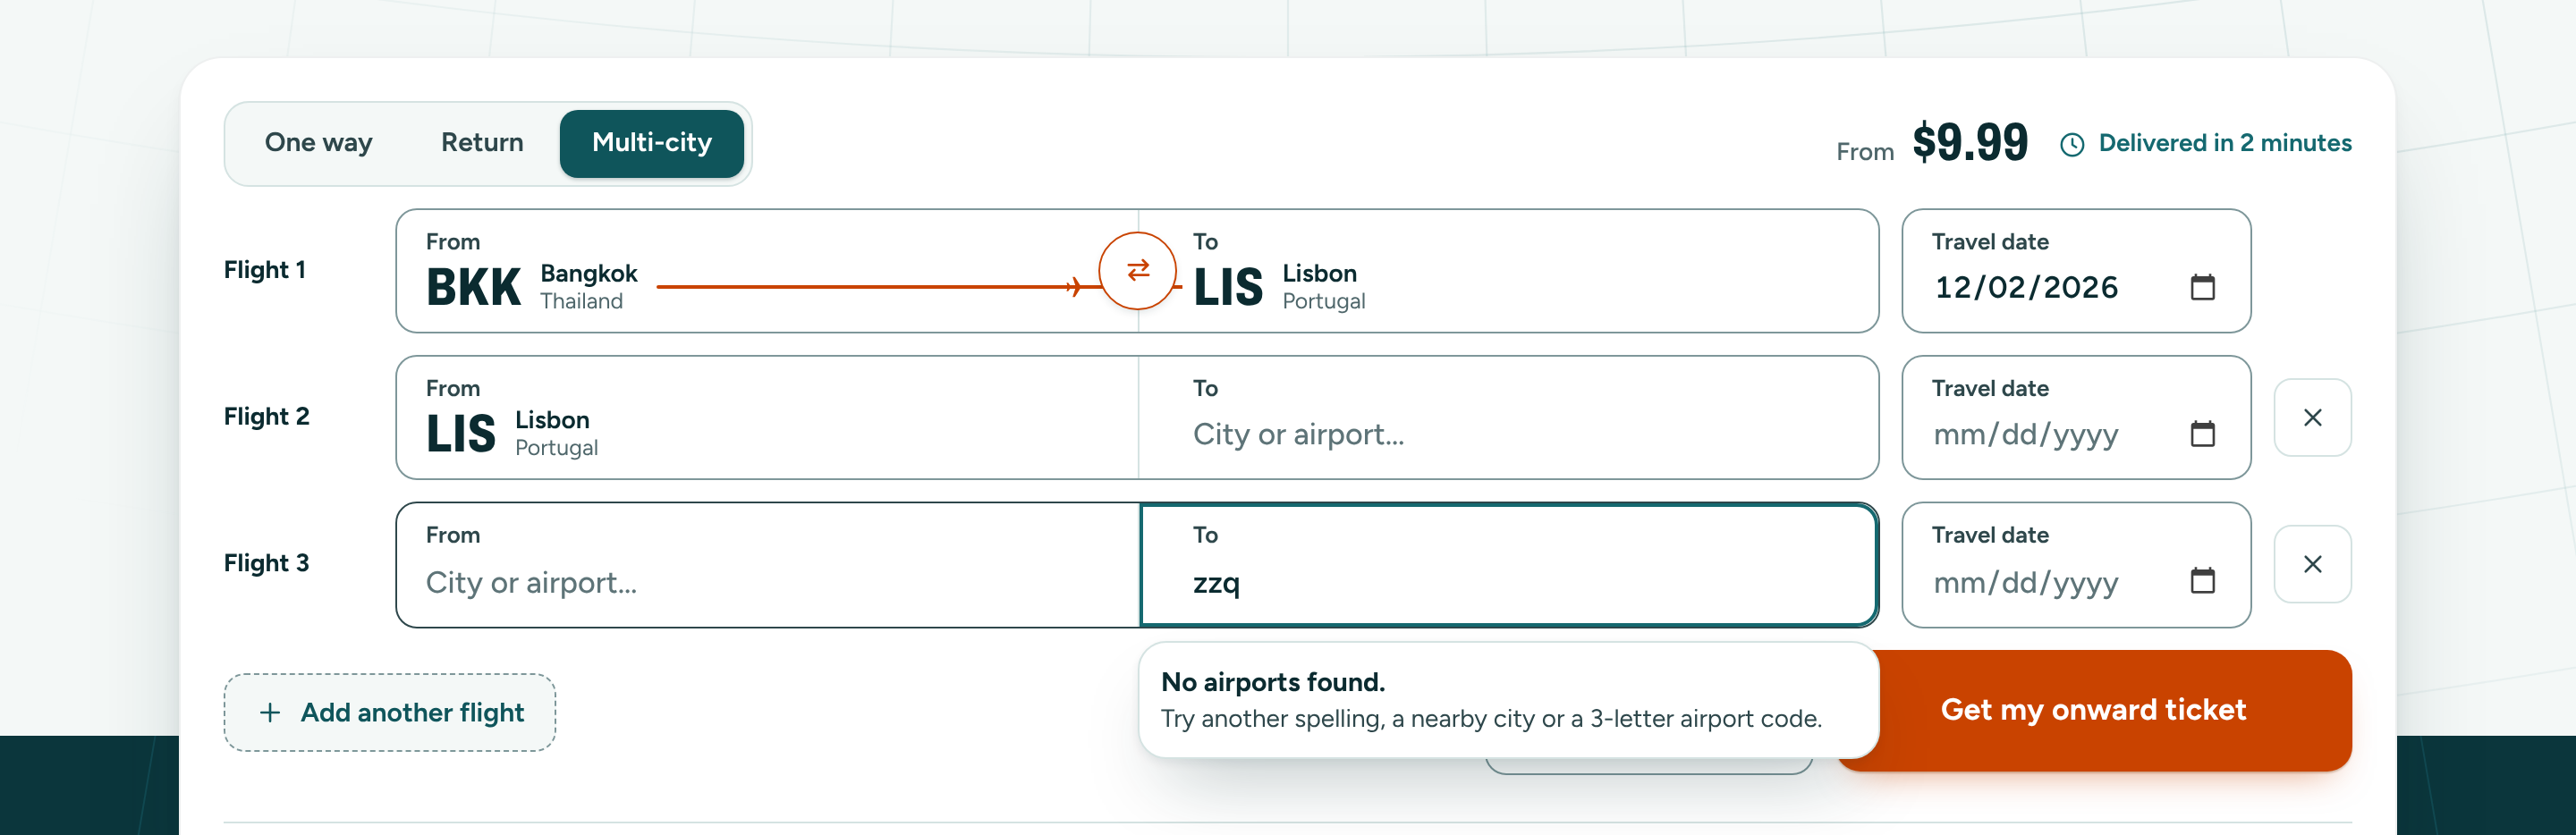 One way Return Multi-city
From $9.99 Delivered in 2 minutes
Flight 1
From
BKK Bangkok
Thailand
To
LIS Lisbon
Portugal
Travel date
12/02/2026
Flight 2
From
LIS Lisbon
Portugal
To
City or airport...
Travel date
mm/dd/yyyy
Flight 3
From
City or airport...
To
zzq
Travel date
mm/dd/yyyy
No airports found.
Try another spelling, a nearby city or a 3-letter airport code.
+ Add another flight
Get my onward ticket